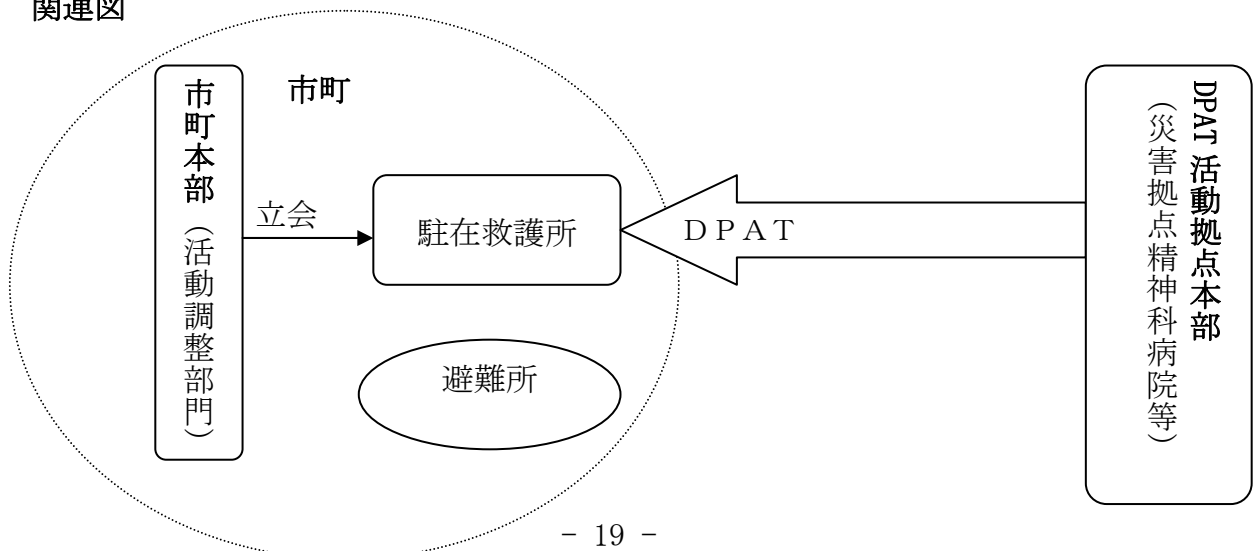 関連図
市町
市町本部（活動調整部門）
立会
駐在救護所
ＤＰＡＴ
避難所
DPAT 活動拠点本部
（災害拠点精神科病院等）
- 19 -